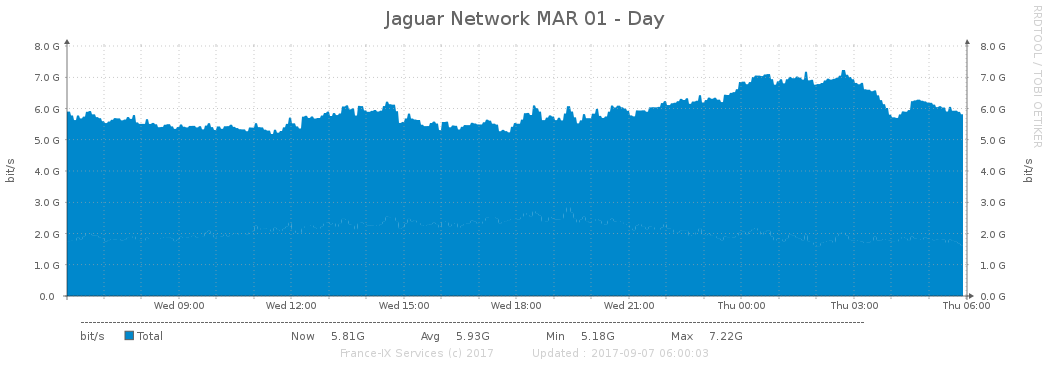 Jaguar Network MAR 01 - Day
RRDTOOL / TOBI OETIKER
8.0 G 8.0 G
7.0 G 7.0 G
6.0 G 6.0 G
5.0 G 5.0 G
4.0 G 4.0 G
3.0 G 3.0 G
2.0 G 2.0 G
1.0 G 1.0 G
0.0 0.0 G
bit/s bit/s
Wed 09:00 Wed 12:00 Wed 15:00 Wed 18:00 Wed 21:00 Thu 00:00 Thu 03:00 Thu 06:00
bit/s Total Now 5.81G Avg 5.93G Min 5.18G Max 7.22G
France-IX Services (c) 2017 Updated : 2017-09-07 06:00:03